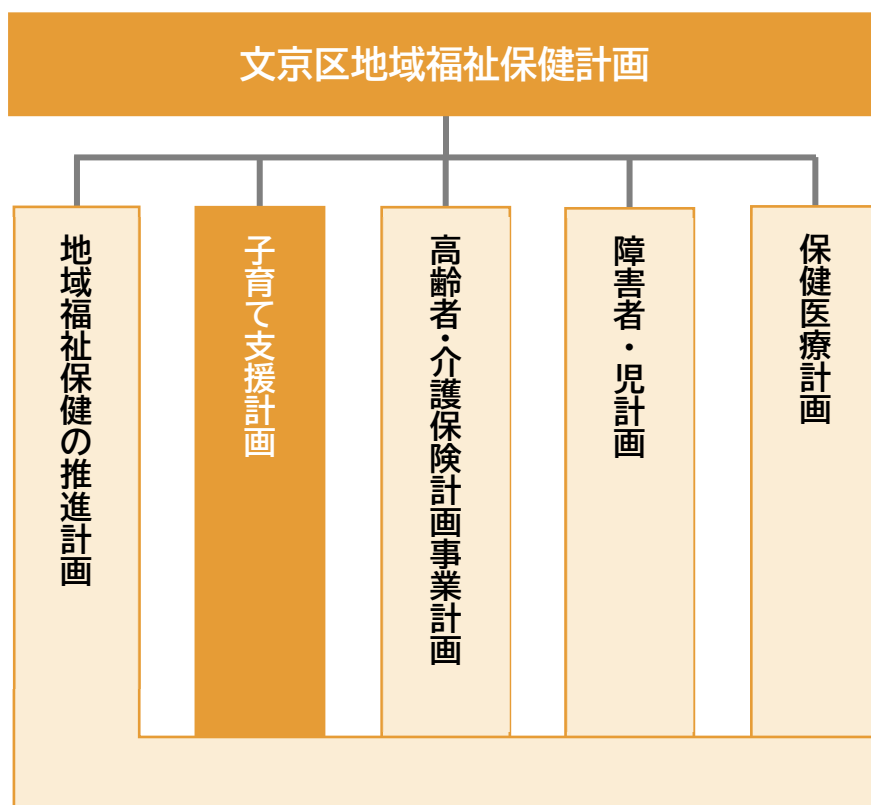 文京区地域福祉保健計画
地域福祉保健の推進計画
子育て支援計画
高齢者・介護保険計画事業計画
障害者・児計画
保健医療計画